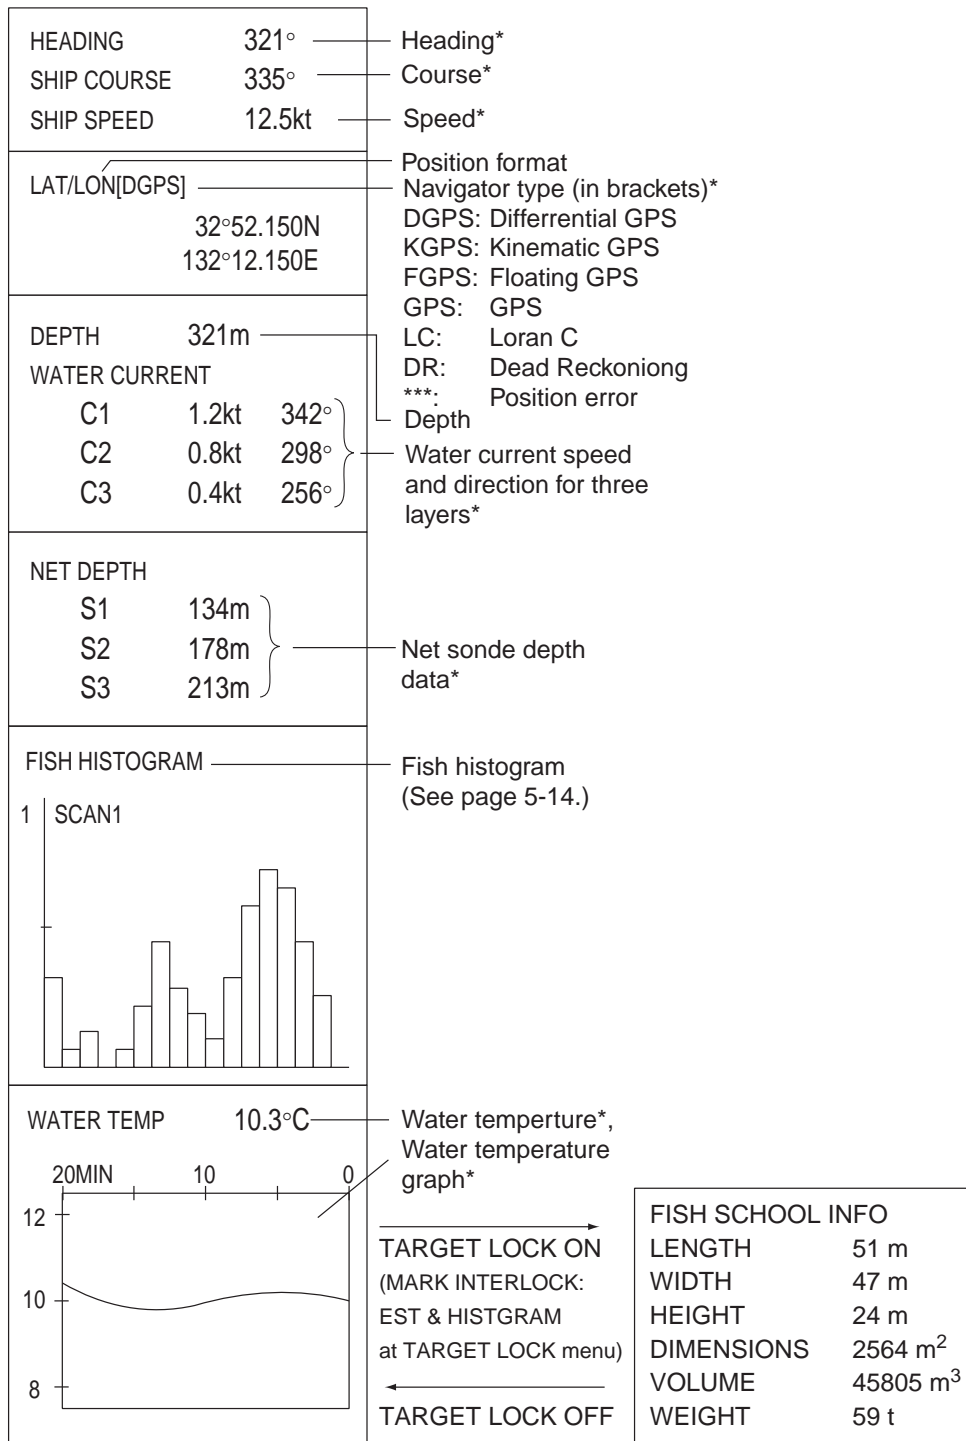 HEADING 321° Heading*
SHIP COURSE 335° Course*
SHIP SPEED 12.5kt Speed*
Position format
LAT/LON[DGPS] Navigator type (in brackets)*
32°52.150N
132°12.150E
DGPS: Differrential GPS
KGPS: Kinematic GPS
FGPS: Floating GPS
GPS: GPS
LC: Loran C
DR: Dead Reckoniong
***: Position error
DEPTH 321m Depth
WATER CURRENT
C1 1.2kt 342°
C2 0.8kt 298°
C3 0.4kt 256°
Water current speed
and direction for three
layers*
NET DEPTH
S1 134m
S2 178m
S3 213m
Net sonde depth
data*
FISH HISTOGRAM Fish histogram
(See page 5-14.)
1 SCAN1
WATER TEMP 10.3°C Water temperture*,
Water temperature
graph*
20MIN 10 0
12
10
8
TARGET LOCK ON
(MARK INTERLOCK:
EST & HISTGRAM
at TARGET LOCK menu)
TARGET LOCK OFF
FISH SCHOOL INFO
LENGTH 51 m
WIDTH 47 m
HEIGHT 24 m
DIMENSIONS 2564 m²
VOLUME 45805 m³
WEIGHT 59 t